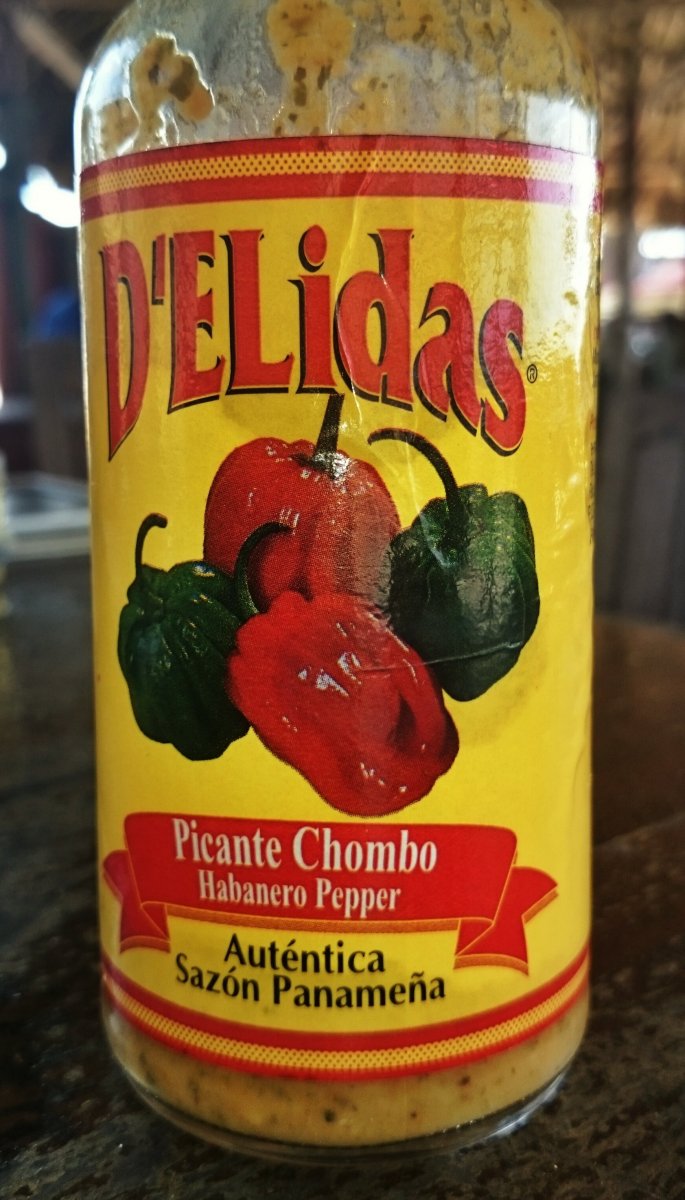 D'ELidas®
Picante Chombo
Habanero Pepper
Auténtica
Sazón Panameña